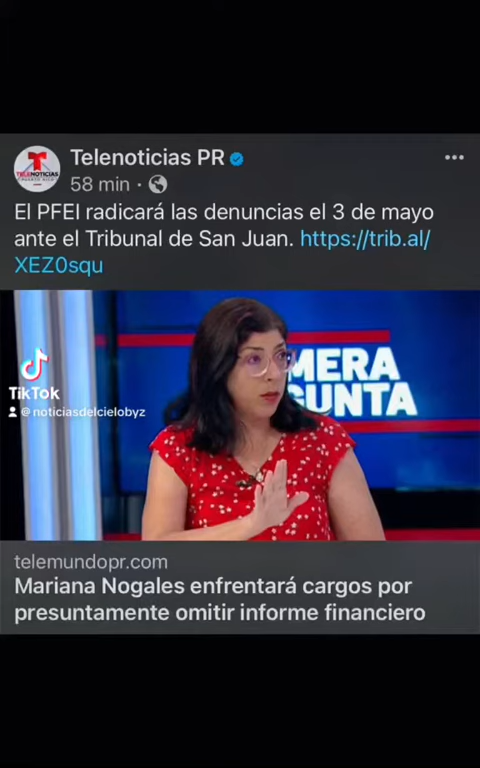 Telenoticias PR
58 min ·
El PFEI radicará las denuncias el 3 de mayo
ante el Tribunal de San Juan. https://trib.al/
XEZ0squ
MERA
GUNTA
TikTok
@noticiasdelcielobyz
telemundopr.com
Mariana Nogales enfrentará cargos por
presuntamente omitir informe financiero